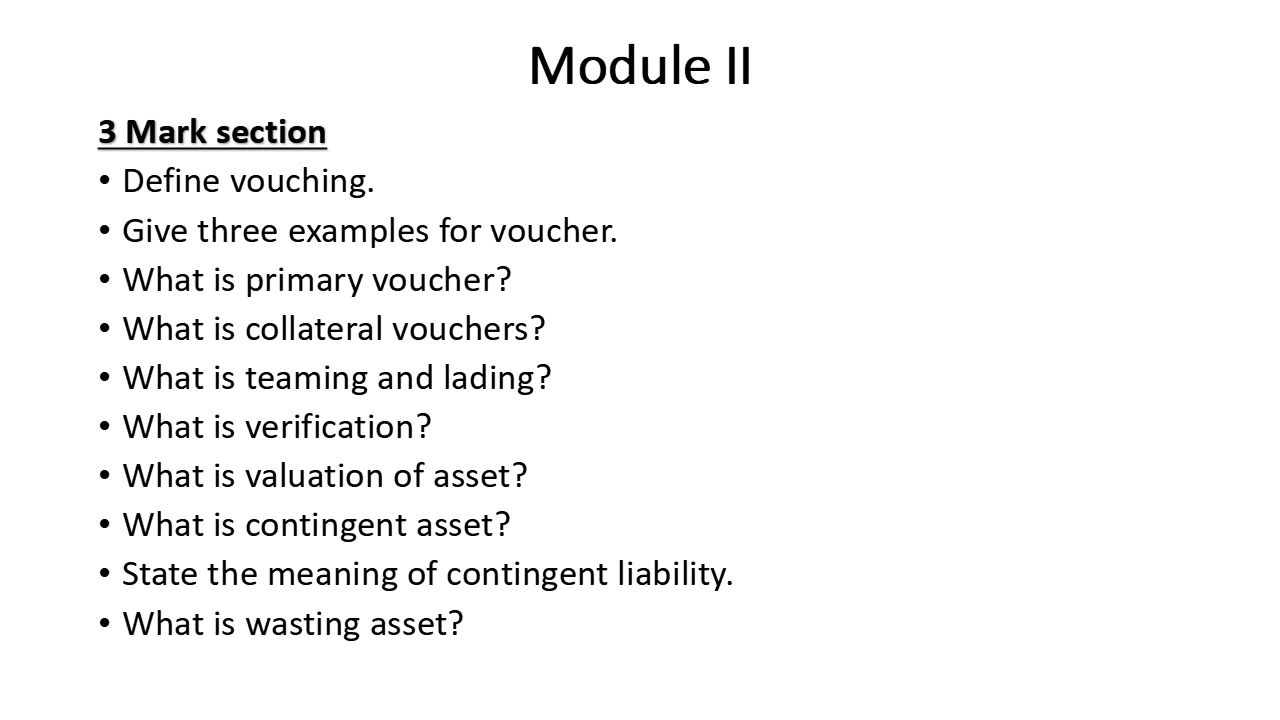 Module II
3 Mark section
• Define vouching.
• Give three examples for voucher.
• What is primary voucher?
• What is collateral vouchers?
• What is teaming and lading?
• What is verification?
• What is valuation of asset?
• What is contingent asset?
• State the meaning of contingent liability.
• What is wasting asset?